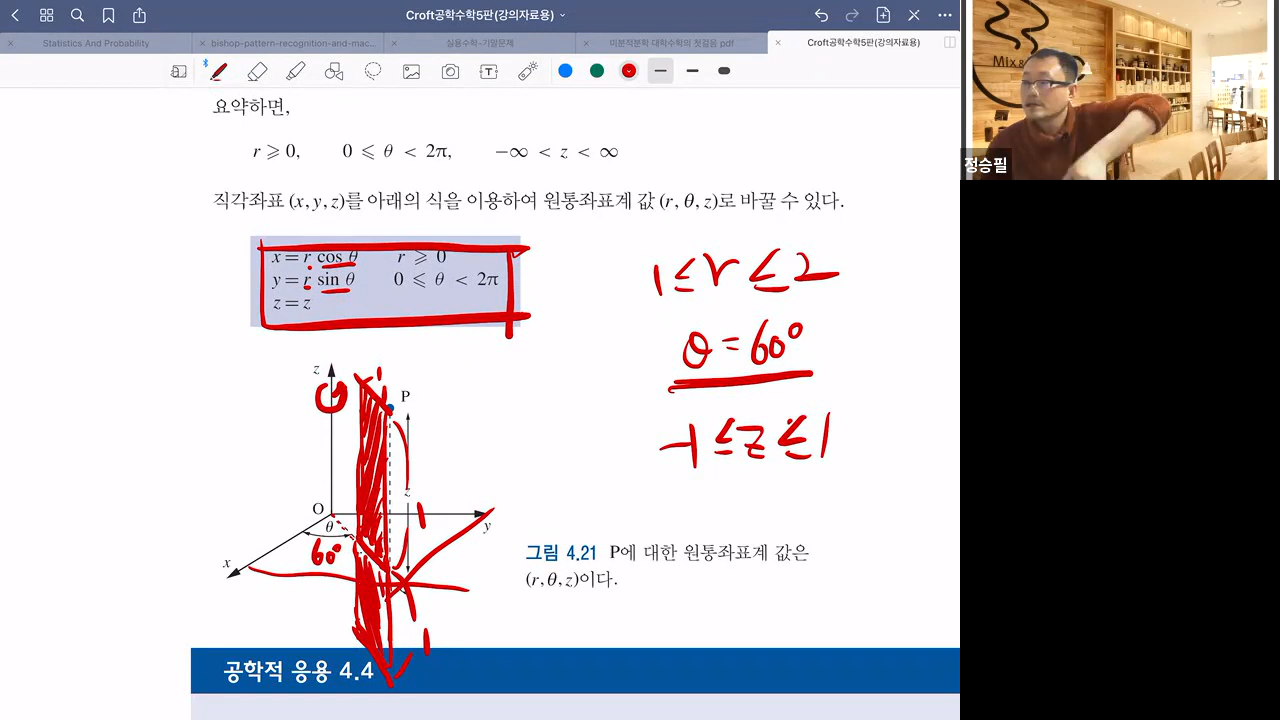 Croft공학수학5판(강의자료용)
Statistics And Probability
bishop-pattern-recognition-and-mac...
실용수학-기말문제
미분적분학 대학수학의 첫걸음.pdf
Croft공학수학5판(강의자료용)
요약하면,
r ⩾ 0, 0 ⩽ θ < 2π, −∞ < z < ∞
직각좌표 (x, y, z)를 아래의 식을 이용하여 원통좌표계 값 (r, θ, z)로 바꿀 수 있다.
x = r cos θ r ⩾ 0
y = r sin θ 0 ⩽ θ < 2π
z = z
1 ≤ r ≤ 2
θ = 60°
-1 ≤ z ≤ 1
z
P
z
O
θ
y
1
60°
x
1
그림 4.21 P에 대한 원통좌표계 값은
(r, θ, z)이다.
공학적 응용 4.4
Mix &
정승필